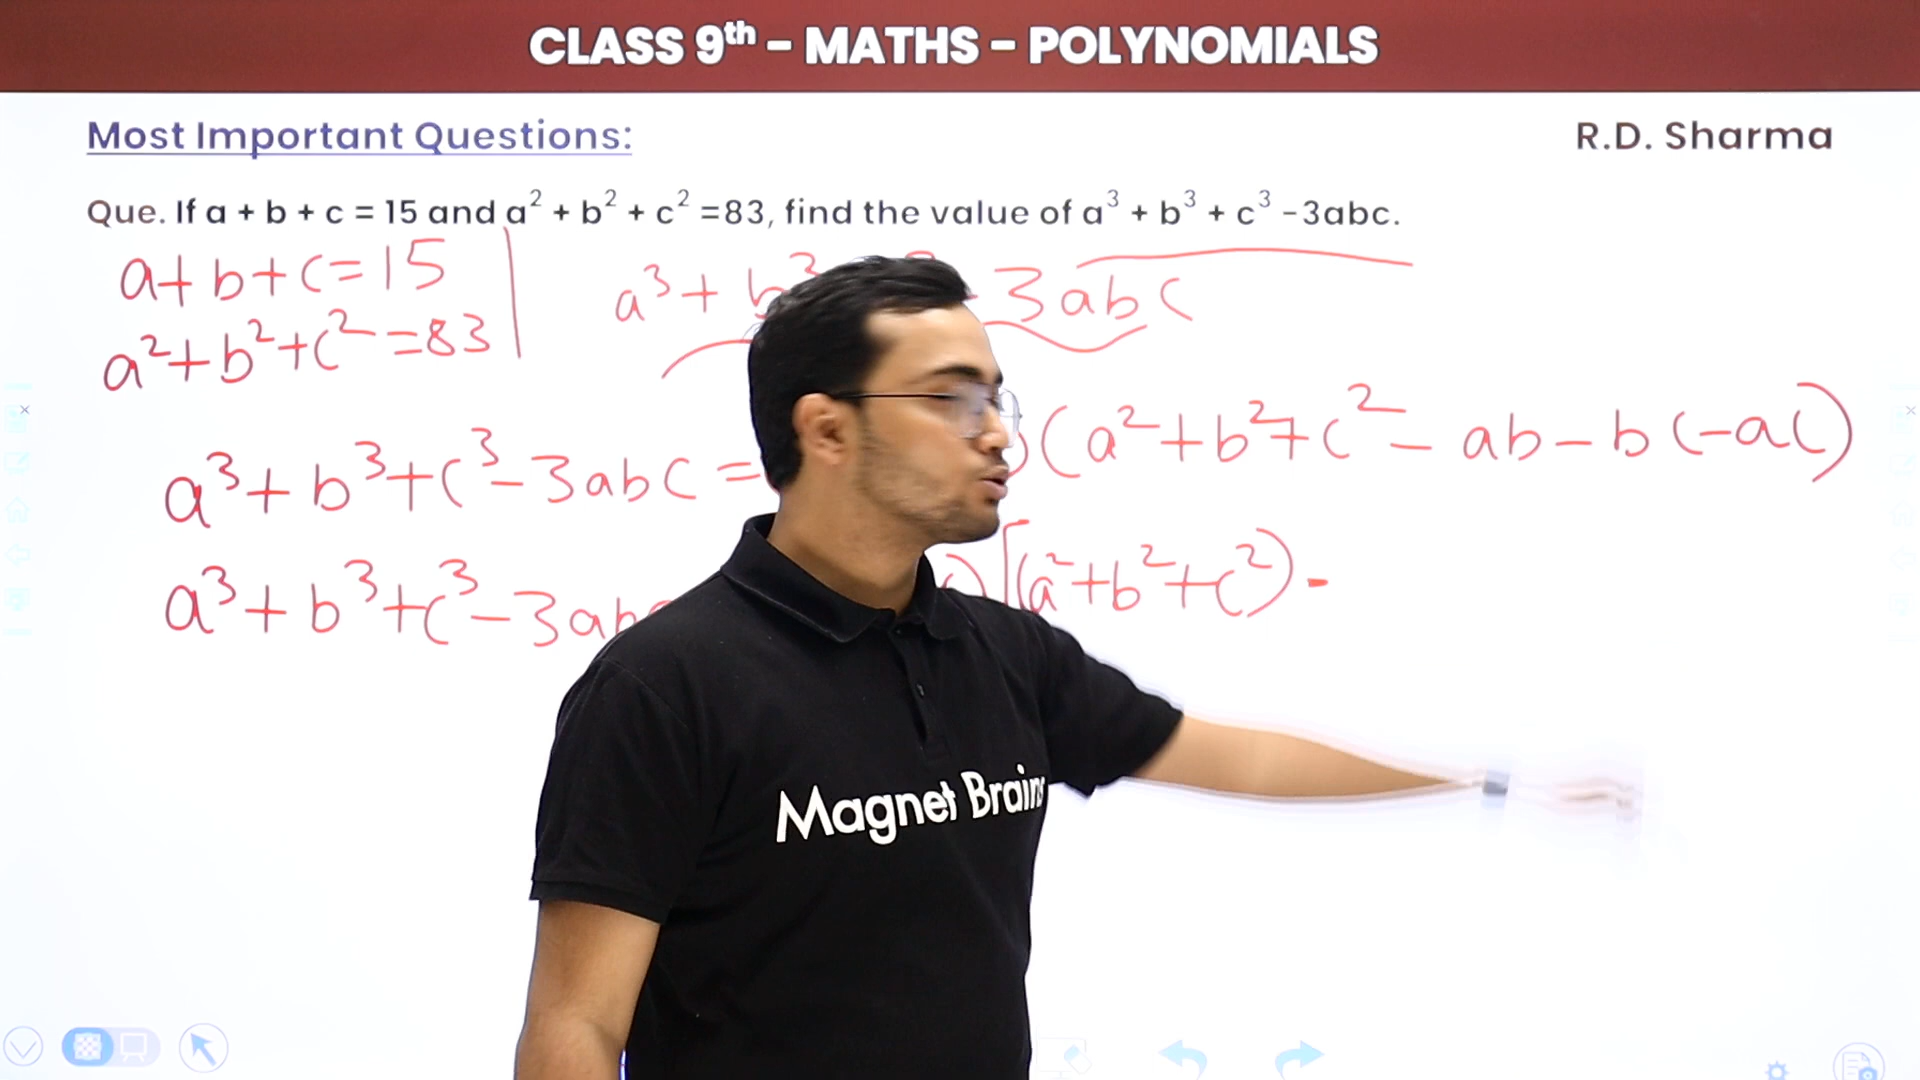 CLASS 9th – MATHS – POLYNOMIALS
Most Important Questions:
R.D. Sharma
Que. If a + b + c = 15 and a² + b² + c² =83, find the value of a³ + b³ + c³ –3abc.
a+b+c=15
a²+b²+c²=83
a³+ b³ - 3abc
a³+b³+c³-3abc = (a²+b²+c²-ab-bc-ac)
a³+b³+c³-3abc ) [(a²+b²+c²)-
Magnet Brains